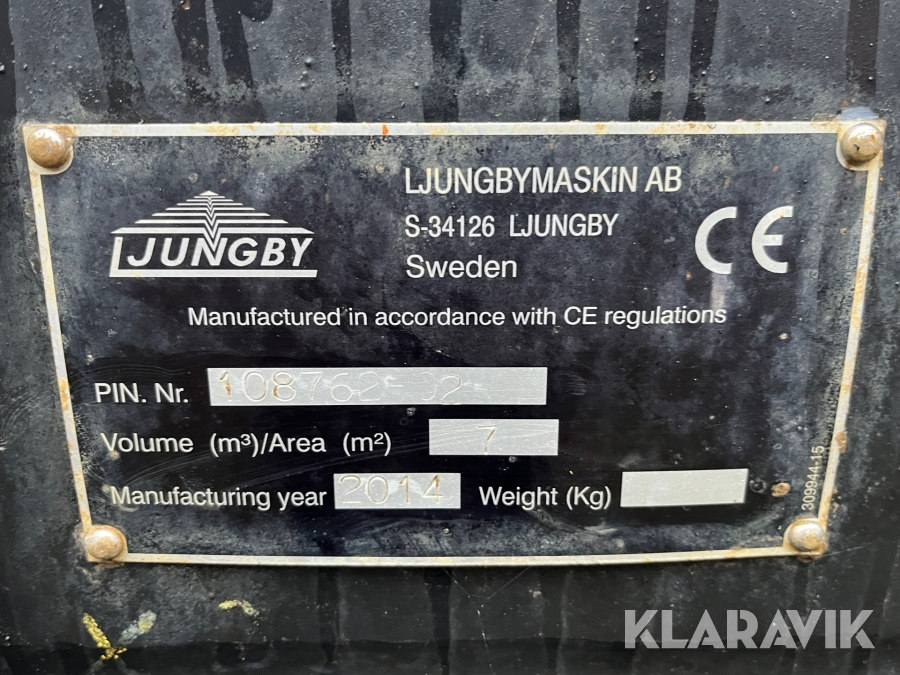 LJUNGBY
LJUNGBYMASKIN AB
S-34126 LJUNGBY
Sweden
CE
Manufactured in accordance with CE regulations
PIN. Nr. 108762-02
Volume (m³)/Area (m²) 7
Manufacturing year 2014 Weight (Kg)
309944-15
KLARAVIK